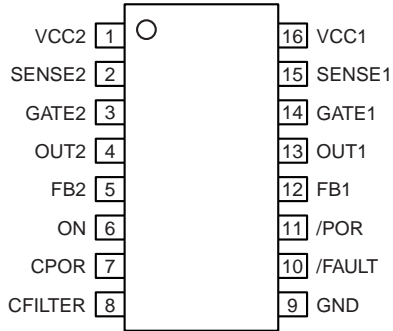 VCC2 1 16 VCC1
SENSE2 2 15 SENSE1
GATE2 3 14 GATE1
OUT2 4 13 OUT1
FB2 5 12 FB1
ON 6 11 /POR
CPOR 7 10 /FAULT
CFILTER 8 9 GND